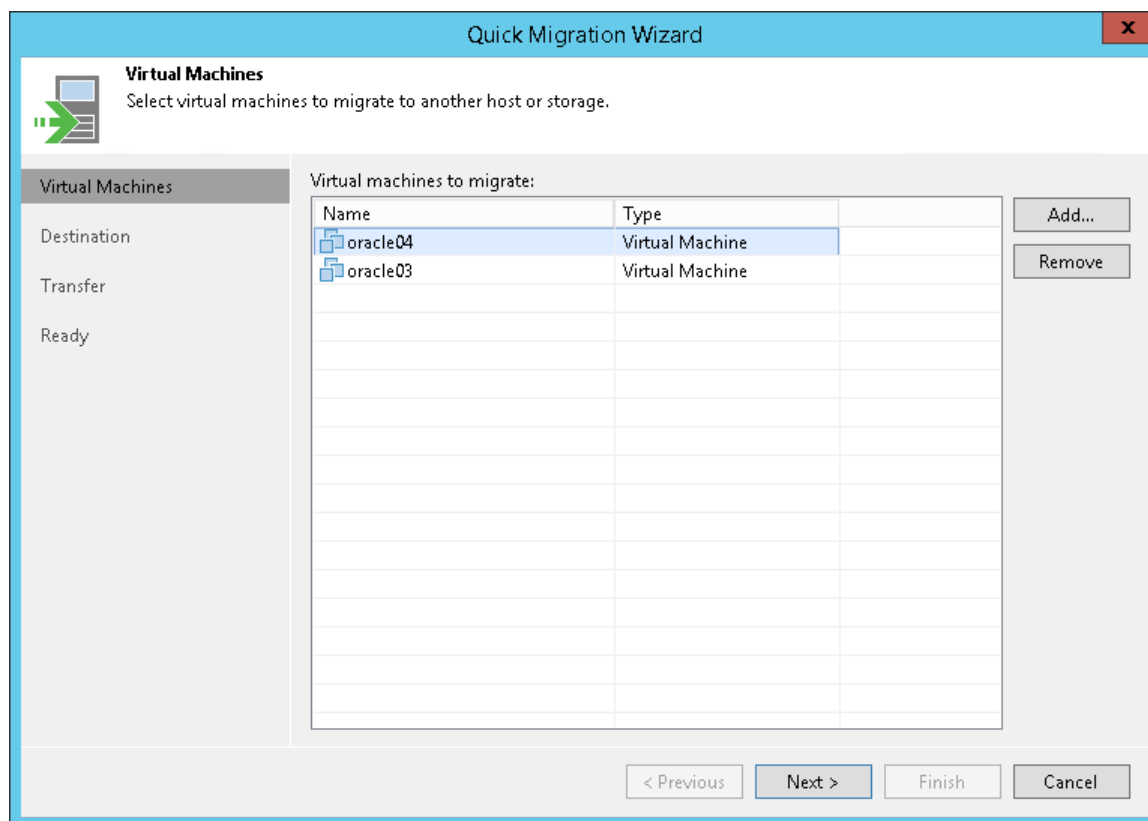 Quick Migration Wizard
x
Virtual Machines
Select virtual machines to migrate to another host or storage.
Virtual Machines
Destination
Transfer
Ready
Virtual machines to migrate:
Name Type
oracle04 Virtual Machine
oracle03 Virtual Machine
Add...
Remove
< Previous Next > Finish Cancel